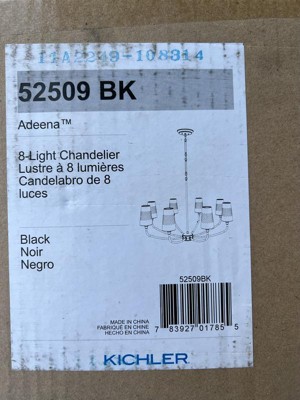 52509 BK
Adeena™
8-Light Chandelier
Lustre à 8 lumières
Candelabro de 8
luces
Black
Noir
Negro
52509BK
MADE IN CHINA
FABRIQUE EN CHINE
HECHO EN CHINA
7 83927 01785 5
KICHLER